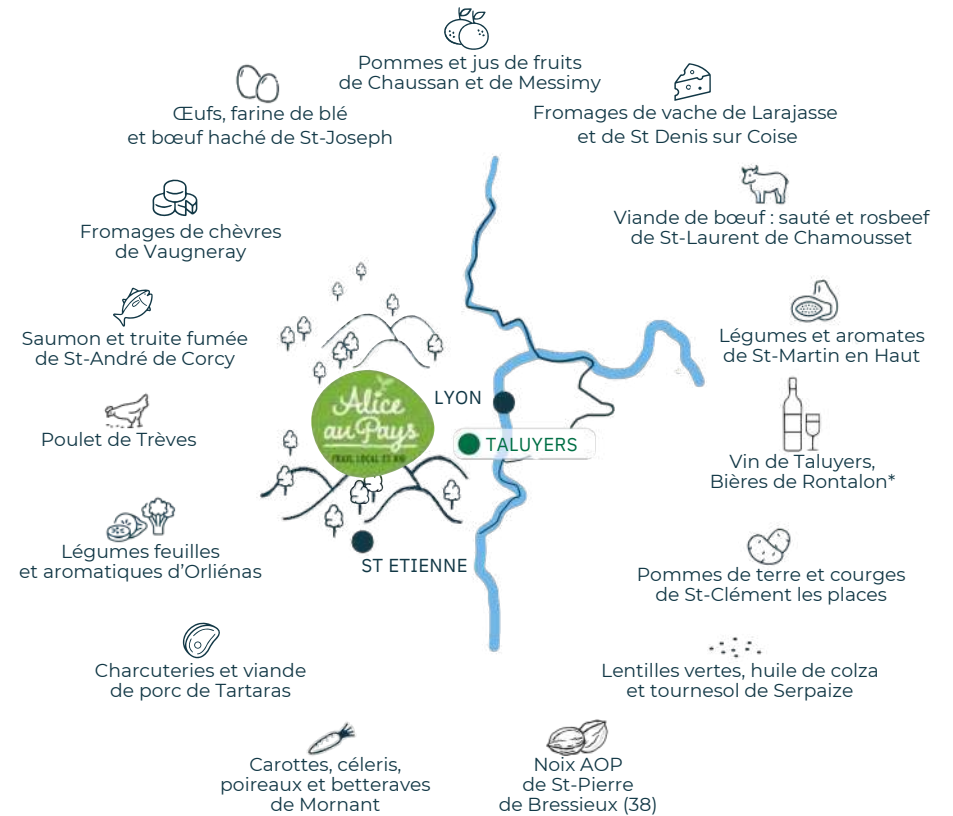 Pommes et jus de fruits
de Chaussan et de Messimy
Œufs, farine de blé
et bœuf haché de St-Joseph
Fromages de vache de Larajasse
et de St Denis sur Coise
Fromages de chèvres
de Vaugneray
Viande de bœuf : sauté et rosbeef
de St-Laurent de Chamousset
Saumon et truite fumée
de St-André de Corcy
Légumes et aromates
de St-Martin en Haut
Alice
au Pays
FRAIS, LOCAL ET BIO
LYON
TALUYERS
Poulet de Trèves
Vin de Taluyers,
Bières de Rontalon*
ST ETIENNE
Légumes feuilles
et aromatiques d'Orliénas
Pommes de terre et courges
de St-Clément les places
Charcuteries et viande
de porc de Tartaras
Lentilles vertes, huile de colza
et tournesol de Serpaize
Carottes, céleris,
poireaux et betteraves
de Mornant
Noix AOP
de St-Pierre
de Bressieux (38)